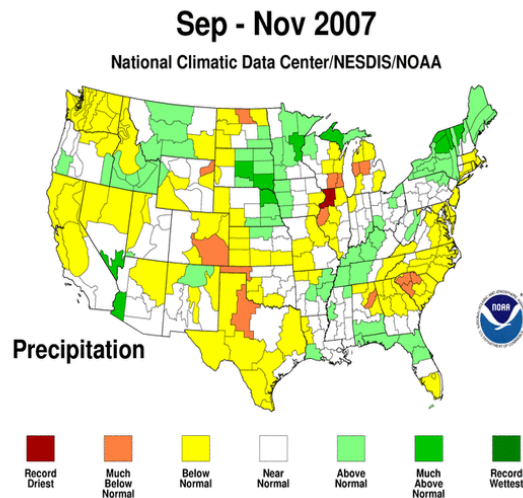 Sep - Nov 2007
National Climatic Data Center/NESDIS/NOAA
Precipitation
NOAA
Record
Driest
Much
Below
Normal
Below
Normal
Near
Normal
Above
Normal
Much
Above
Normal
Record
Wettest